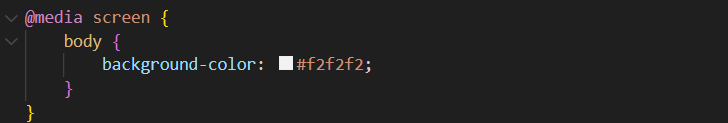 @media screen {
    body {
        background-color: #f2f2f2;
    }
}